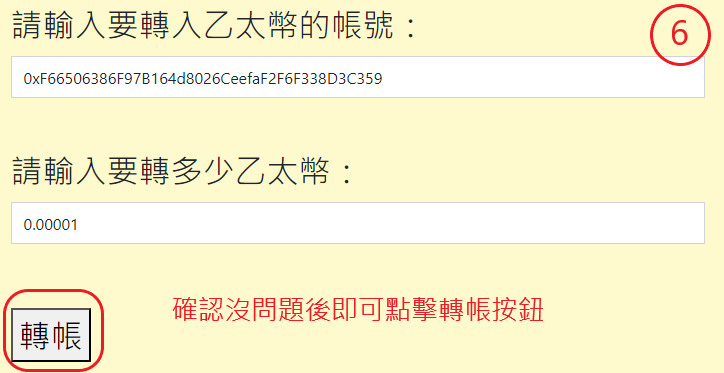 請輸入要轉入乙太幣的帳號：
6
0xF66506386F97B164d8026CeefaF2F6F338D3C359
請輸入要轉多少乙太幣：
0.00001
轉帳
確認沒問題後即可點擊轉帳按鈕